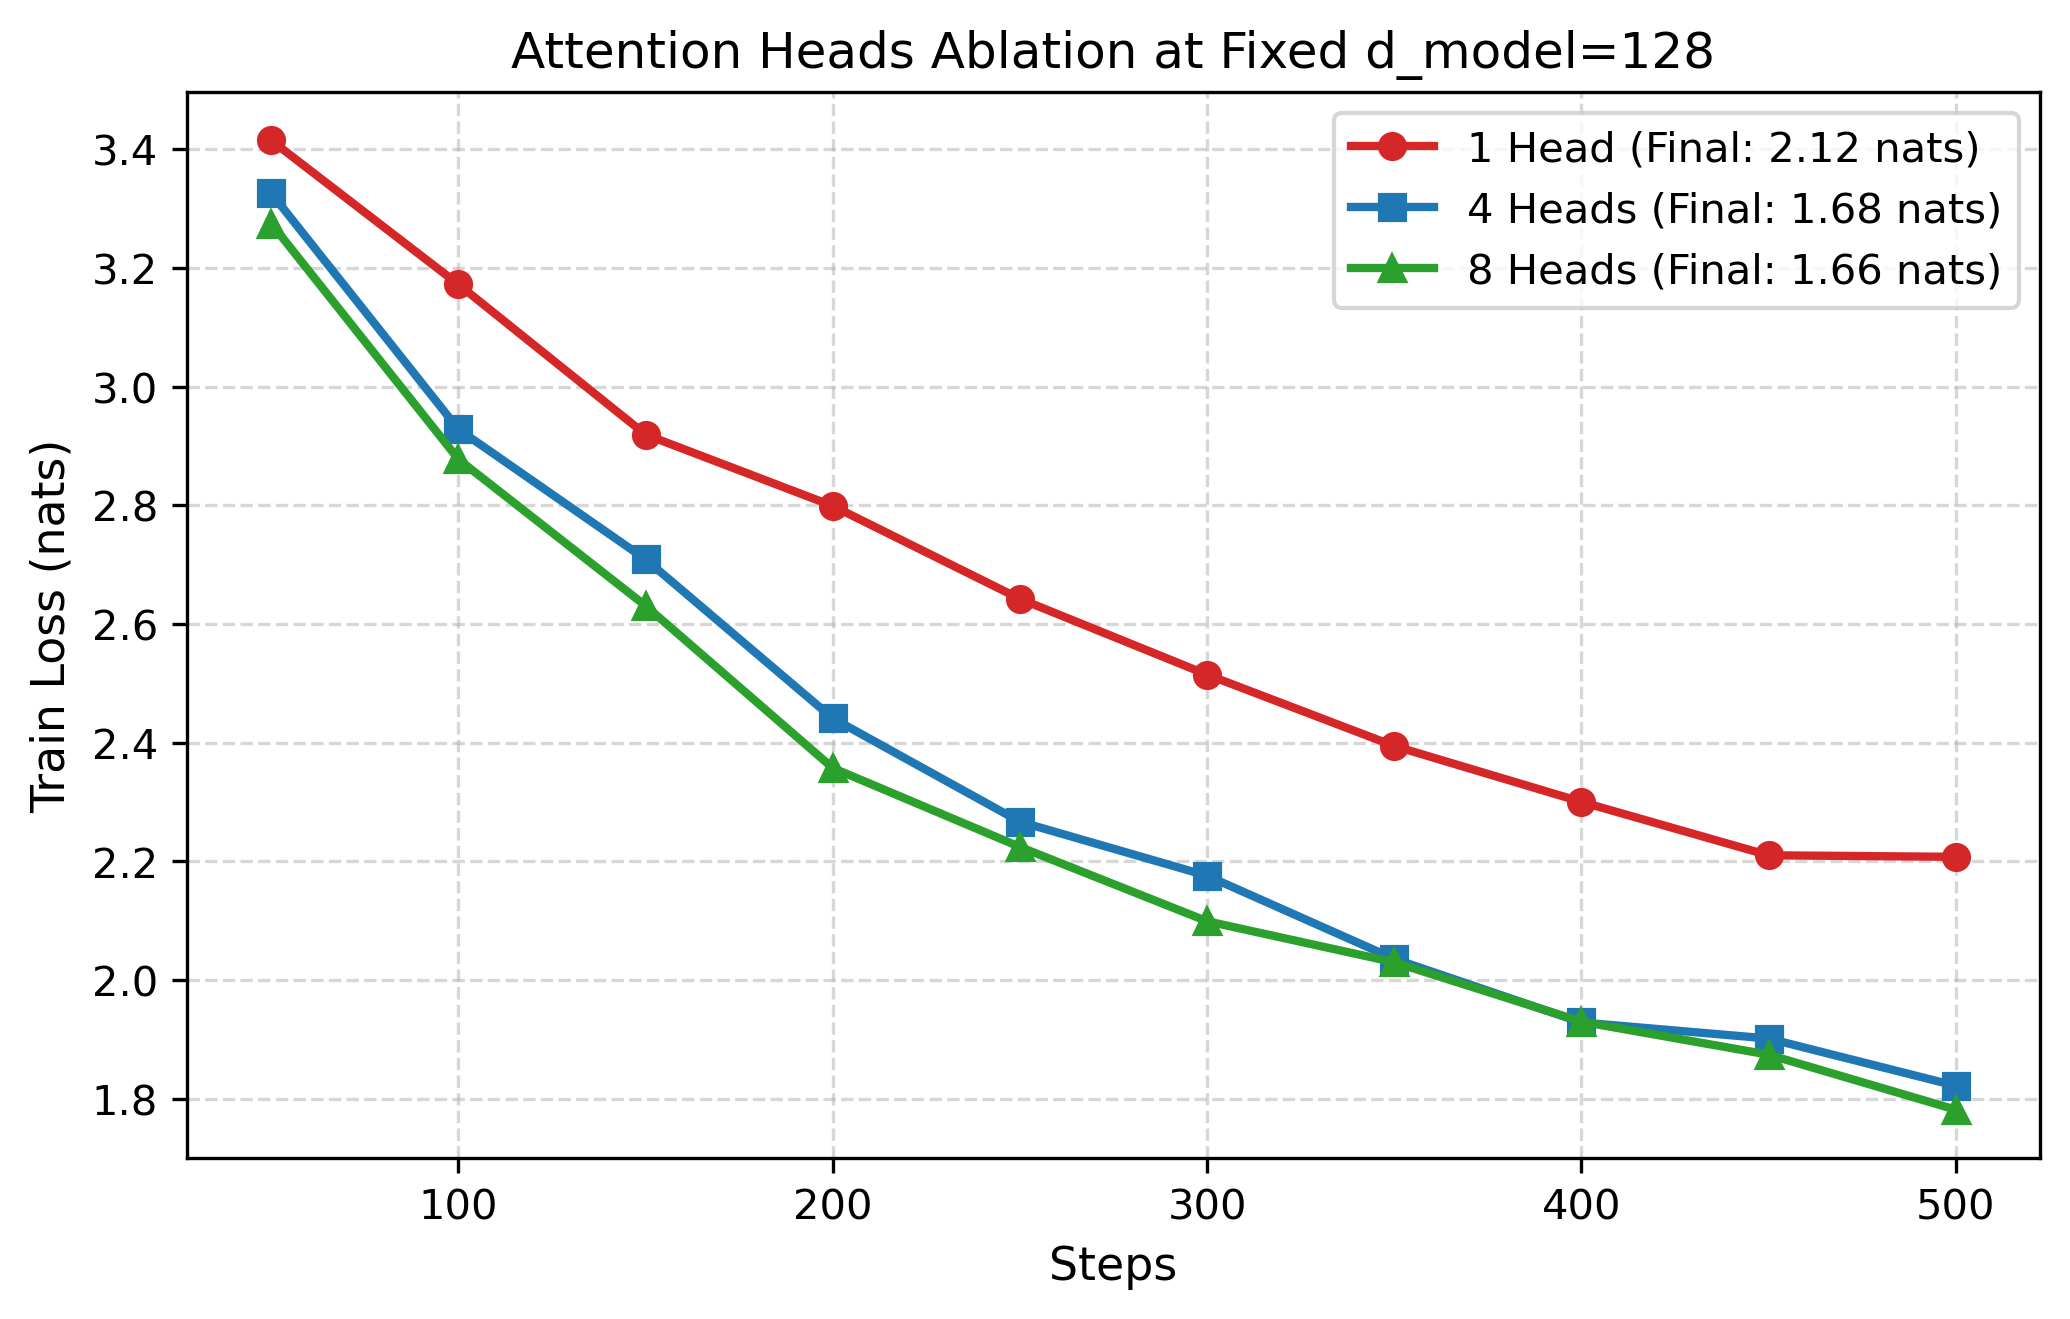 Attention Heads Ablation at Fixed d_model=128
1 Head (Final: 2.12 nats)
4 Heads (Final: 1.68 nats)
8 Heads (Final: 1.66 nats)
Train Loss (nats)
3.4
3.2
3.0
2.8
2.6
2.4
2.2
2.0
1.8
100 200 300 400 500
Steps